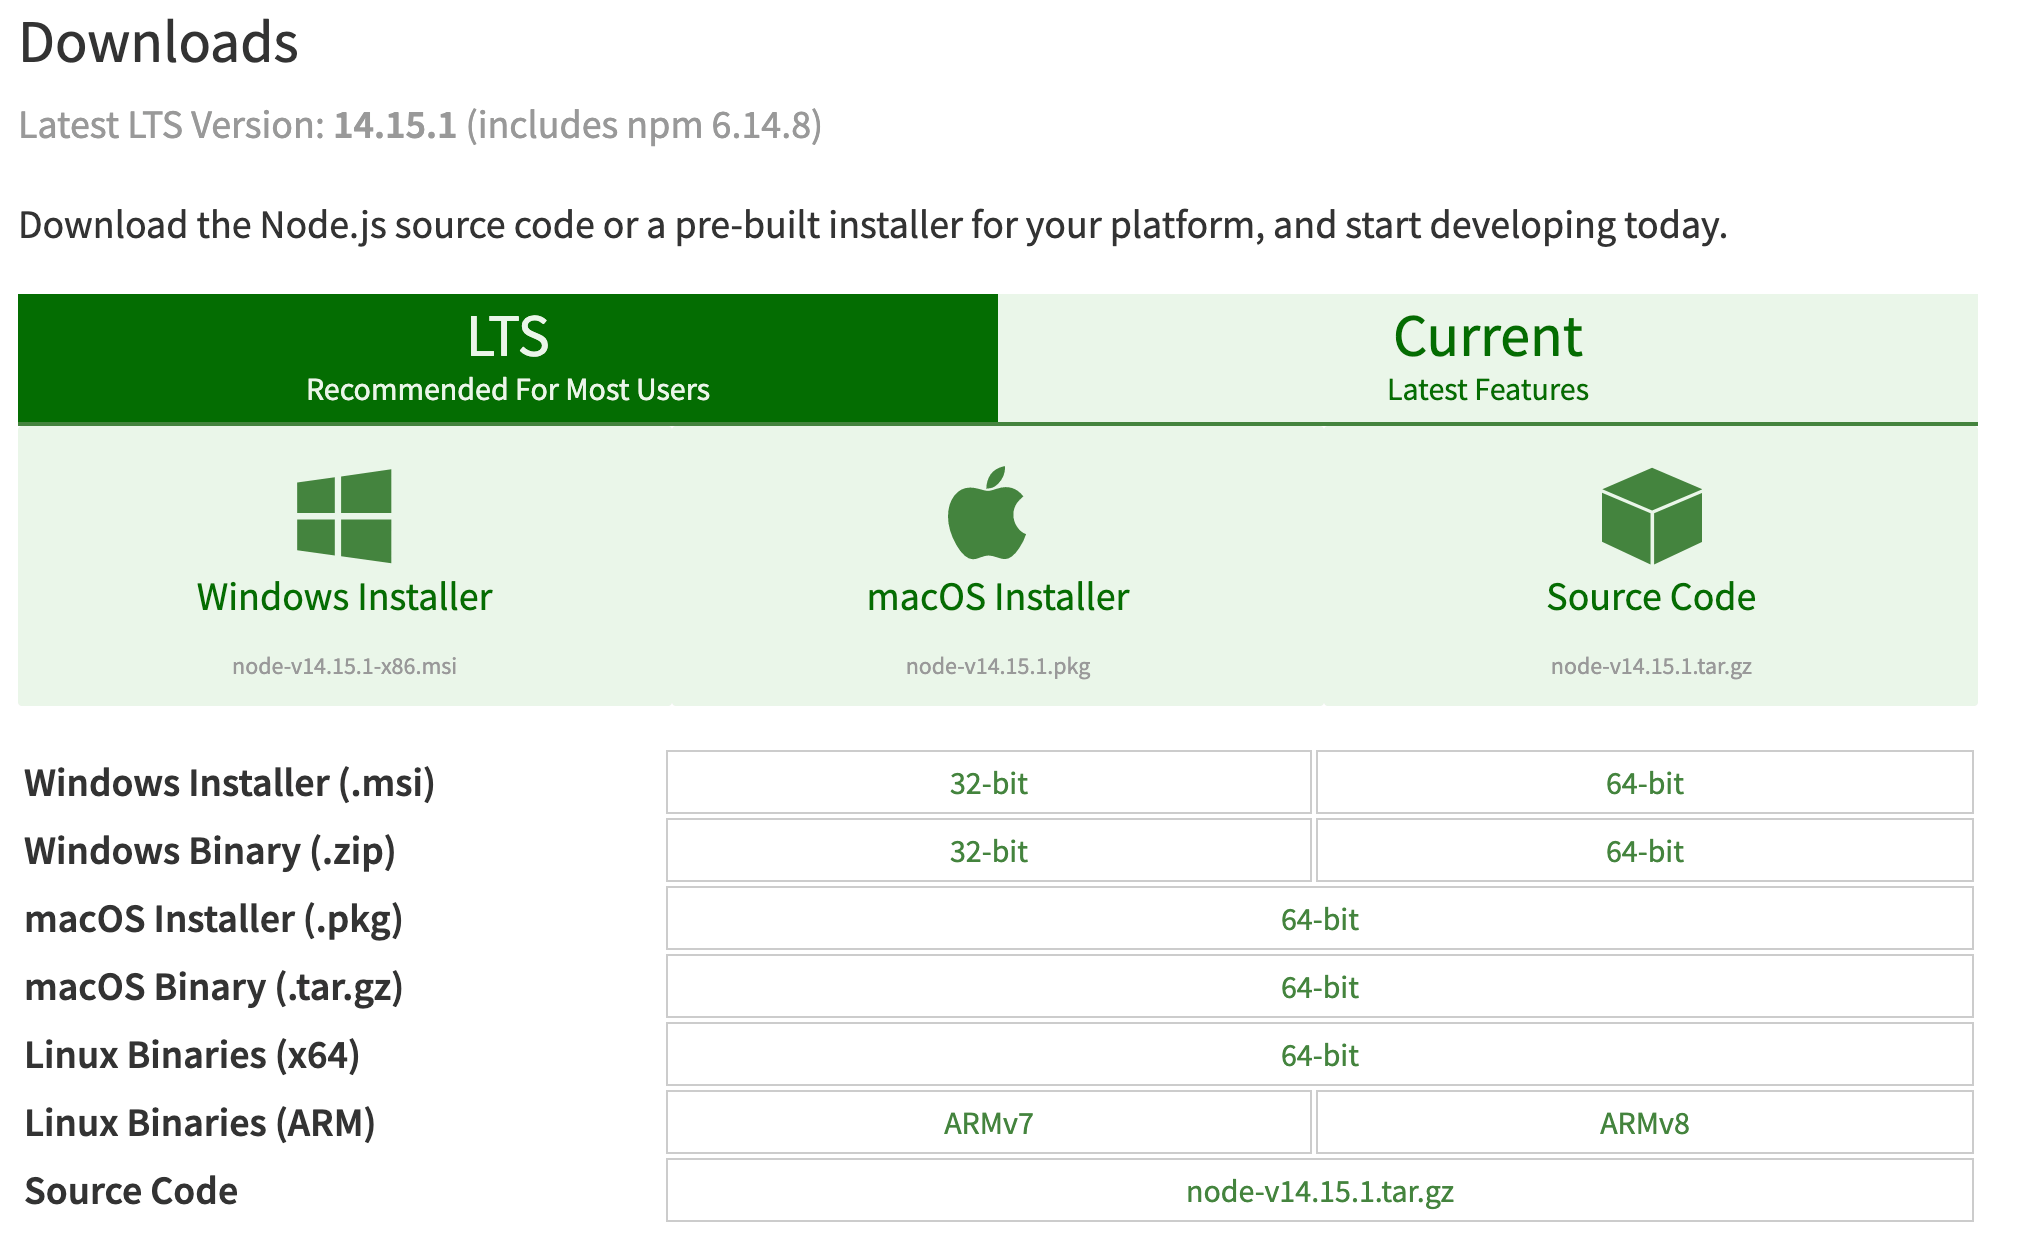 Downloads
Latest LTS Version: 14.15.1 (includes npm 6.14.8)
Download the Node.js source code or a pre-built installer for your platform, and start developing today.
LTS
Recommended For Most Users
Current
Latest Features
Windows Installer
node-v14.15.1-x86.msi
macOS Installer
node-v14.15.1.pkg
Source Code
node-v14.15.1.tar.gz
Windows Installer (.msi) 32-bit 64-bit
Windows Binary (.zip) 32-bit 64-bit
macOS Installer (.pkg) 64-bit
macOS Binary (.tar.gz) 64-bit
Linux Binaries (x64) 64-bit
Linux Binaries (ARM) ARMv7 ARMv8
Source Code node-v14.15.1.tar.gz